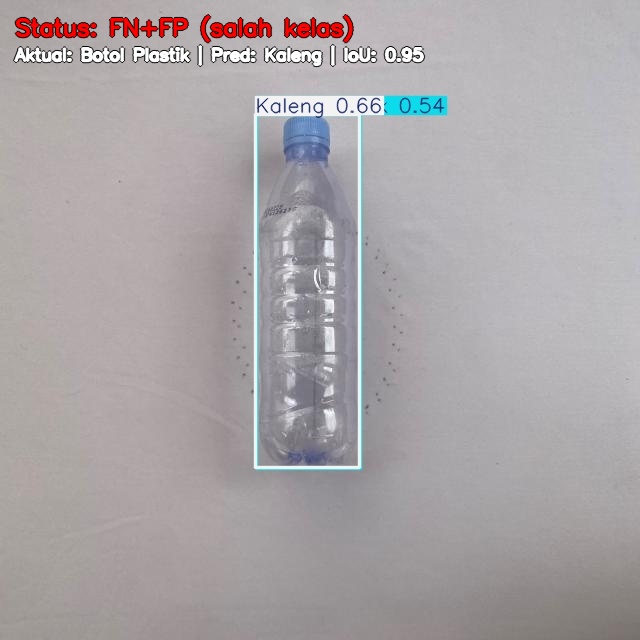 Status: FN+FP (salah kelas)
Aktual: Botol Plastik | Pred: Kaleng | IoU: 0.95
Kaleng 0.66 0.54